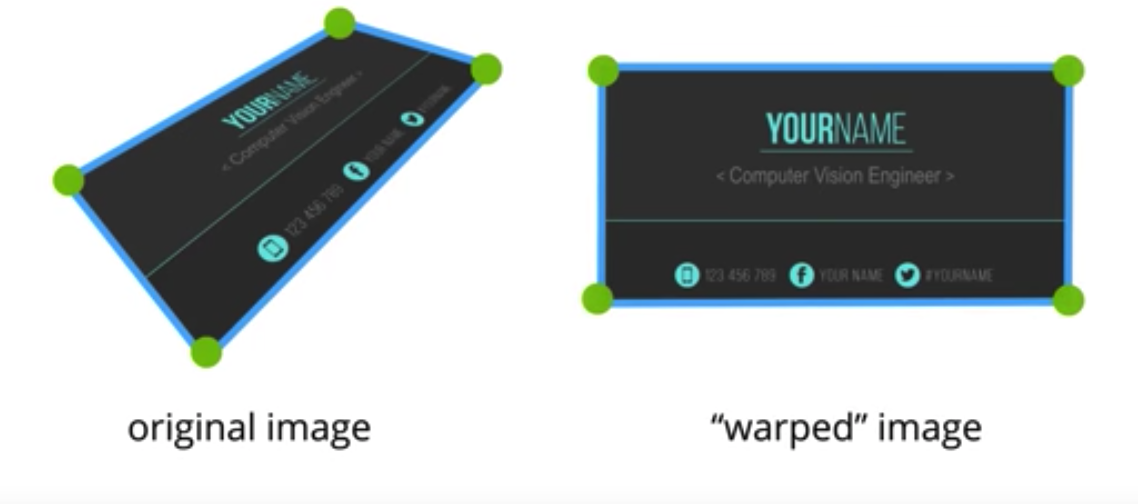 YOURNAME
< Computer Vision Engineer >
123 456 789
YOUR NAME
#YOURNAME
original image
YOURNAME
< Computer Vision Engineer >
123 456 789 YOUR NAME #YOURNAME
“warped” image